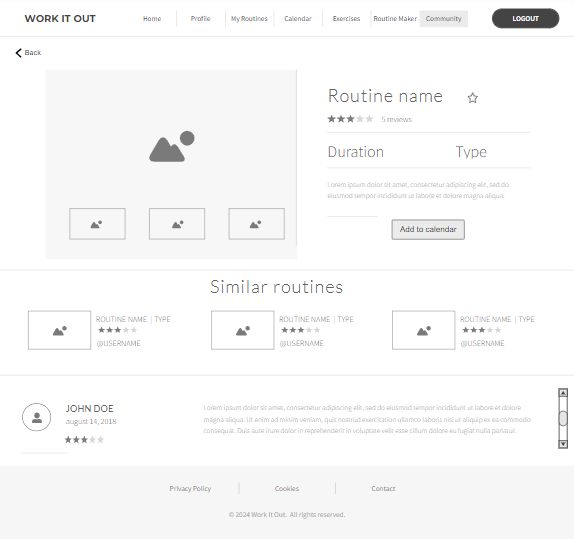 WORK IT OUT
Home
Profile
My Routines
Calendar
Exercises
Routine Maker
Community
LOGOUT
Back
Routine name
5 reviews
Duration
Type
Lorem ipsum dolor sit amet, consectetur adipiscing elit, sed do
eiusmod tempor incididunt ut labore et dolore magna aliqua.
Add to calendar
Similar routines
ROUTINE NAME | TYPE
@USERNAME
ROUTINE NAME | TYPE
@USERNAME
ROUTINE NAME | TYPE
@USERNAME
JOHN DOE
august 14, 2018
Lorem ipsum dolor sit amet, consectetur adipiscing elit, sed do eiusmod tempor incididunt ut labore et dolore
magna aliqua. Ut enim ad minim veniam, quis nostrud exercitation ullamco laboris nisi ut aliquip ex ea commodo
consequat. Duis aute irure dolor in reprehenderit in voluptate velit esse cillum dolore eu fugiat nulla pariatur.
Privacy Policy
Cookies
Contact
© 2024 Work It Out. All rights reserved.